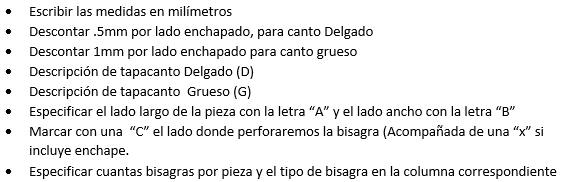 • Escribir las medidas en milímetros
• Descontar .5mm por lado enchapado, para canto Delgado
• Descontar 1mm por lado enchapado para canto grueso
• Descripción de tapacanto Delgado (D)
• Descripción de tapacanto  Grueso (G)
• Especificar el lado largo de la pieza con la letra “A” y el lado ancho con la letra “B”
• Marcar con una  “C” el lado donde perforaremos la bisagra (Acompañada de una “x” si
incluye enchape.
• Especificar cuantas bisagras por pieza y el tipo de bisagra en la columna correspondiente